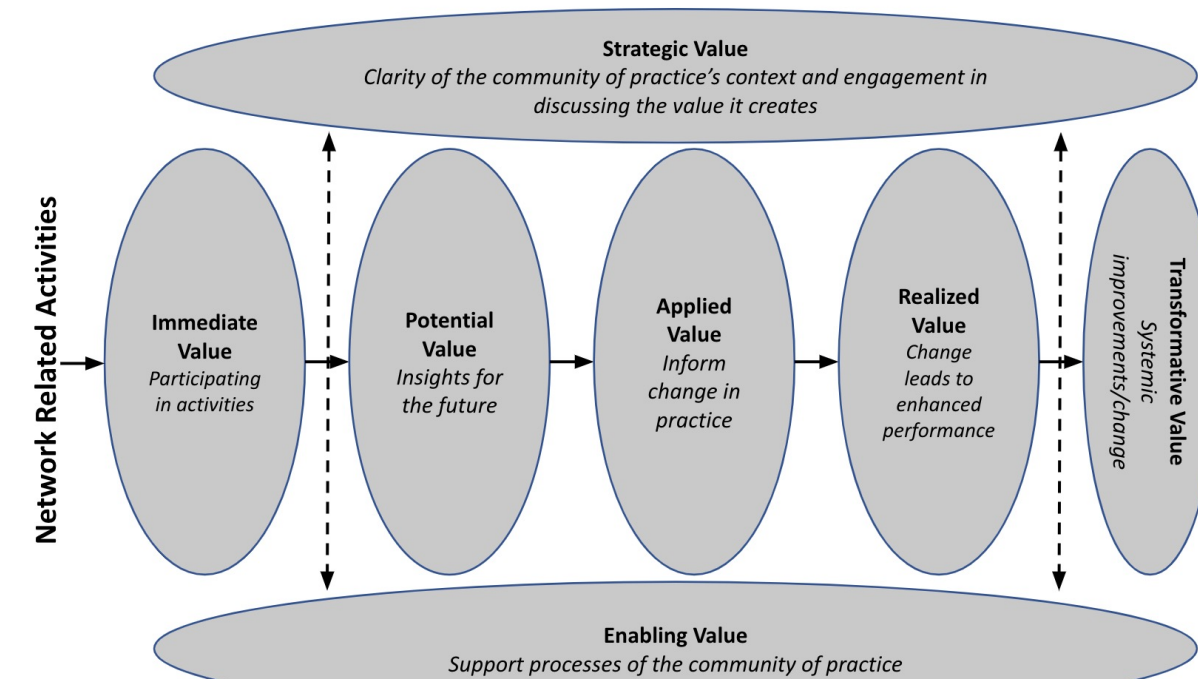 Strategic Value
Clarity of the community of practice's context and engagement in
discussing the value it creates
Network Related Activities
Immediate
Value
Participating
in activities
Potential
Value
Insights for
the future
Applied
Value
Inform
change in
practice
Realized
Value
Change
leads to
enhanced
performance
Transformative Value
Systemic
improvements/change
Enabling Value
Support processes of the community of practice